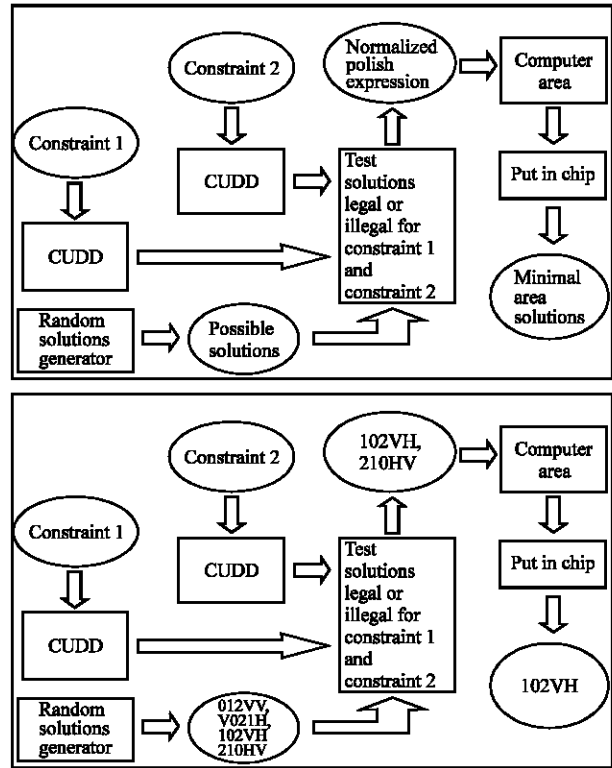 Constraint 1
CUDD
Constraint 2
CUDD
Random
solutions
generator
Possible
solutions
Test
solutions
legal or
illegal for
constraint 1
and
constraint 2
Normalized
polish
expression
Computer
area
Put in chip
Minimal
area
solutions
Constraint 1
CUDD
Constraint 2
CUDD
Random
solutions
generator
012VV,
V021H,
102VH
210HV
Test
solutions
legal or
illegal for
constraint 1
and
constraint 2
102VH,
210HV
Computer
area
Put in chip
102VH